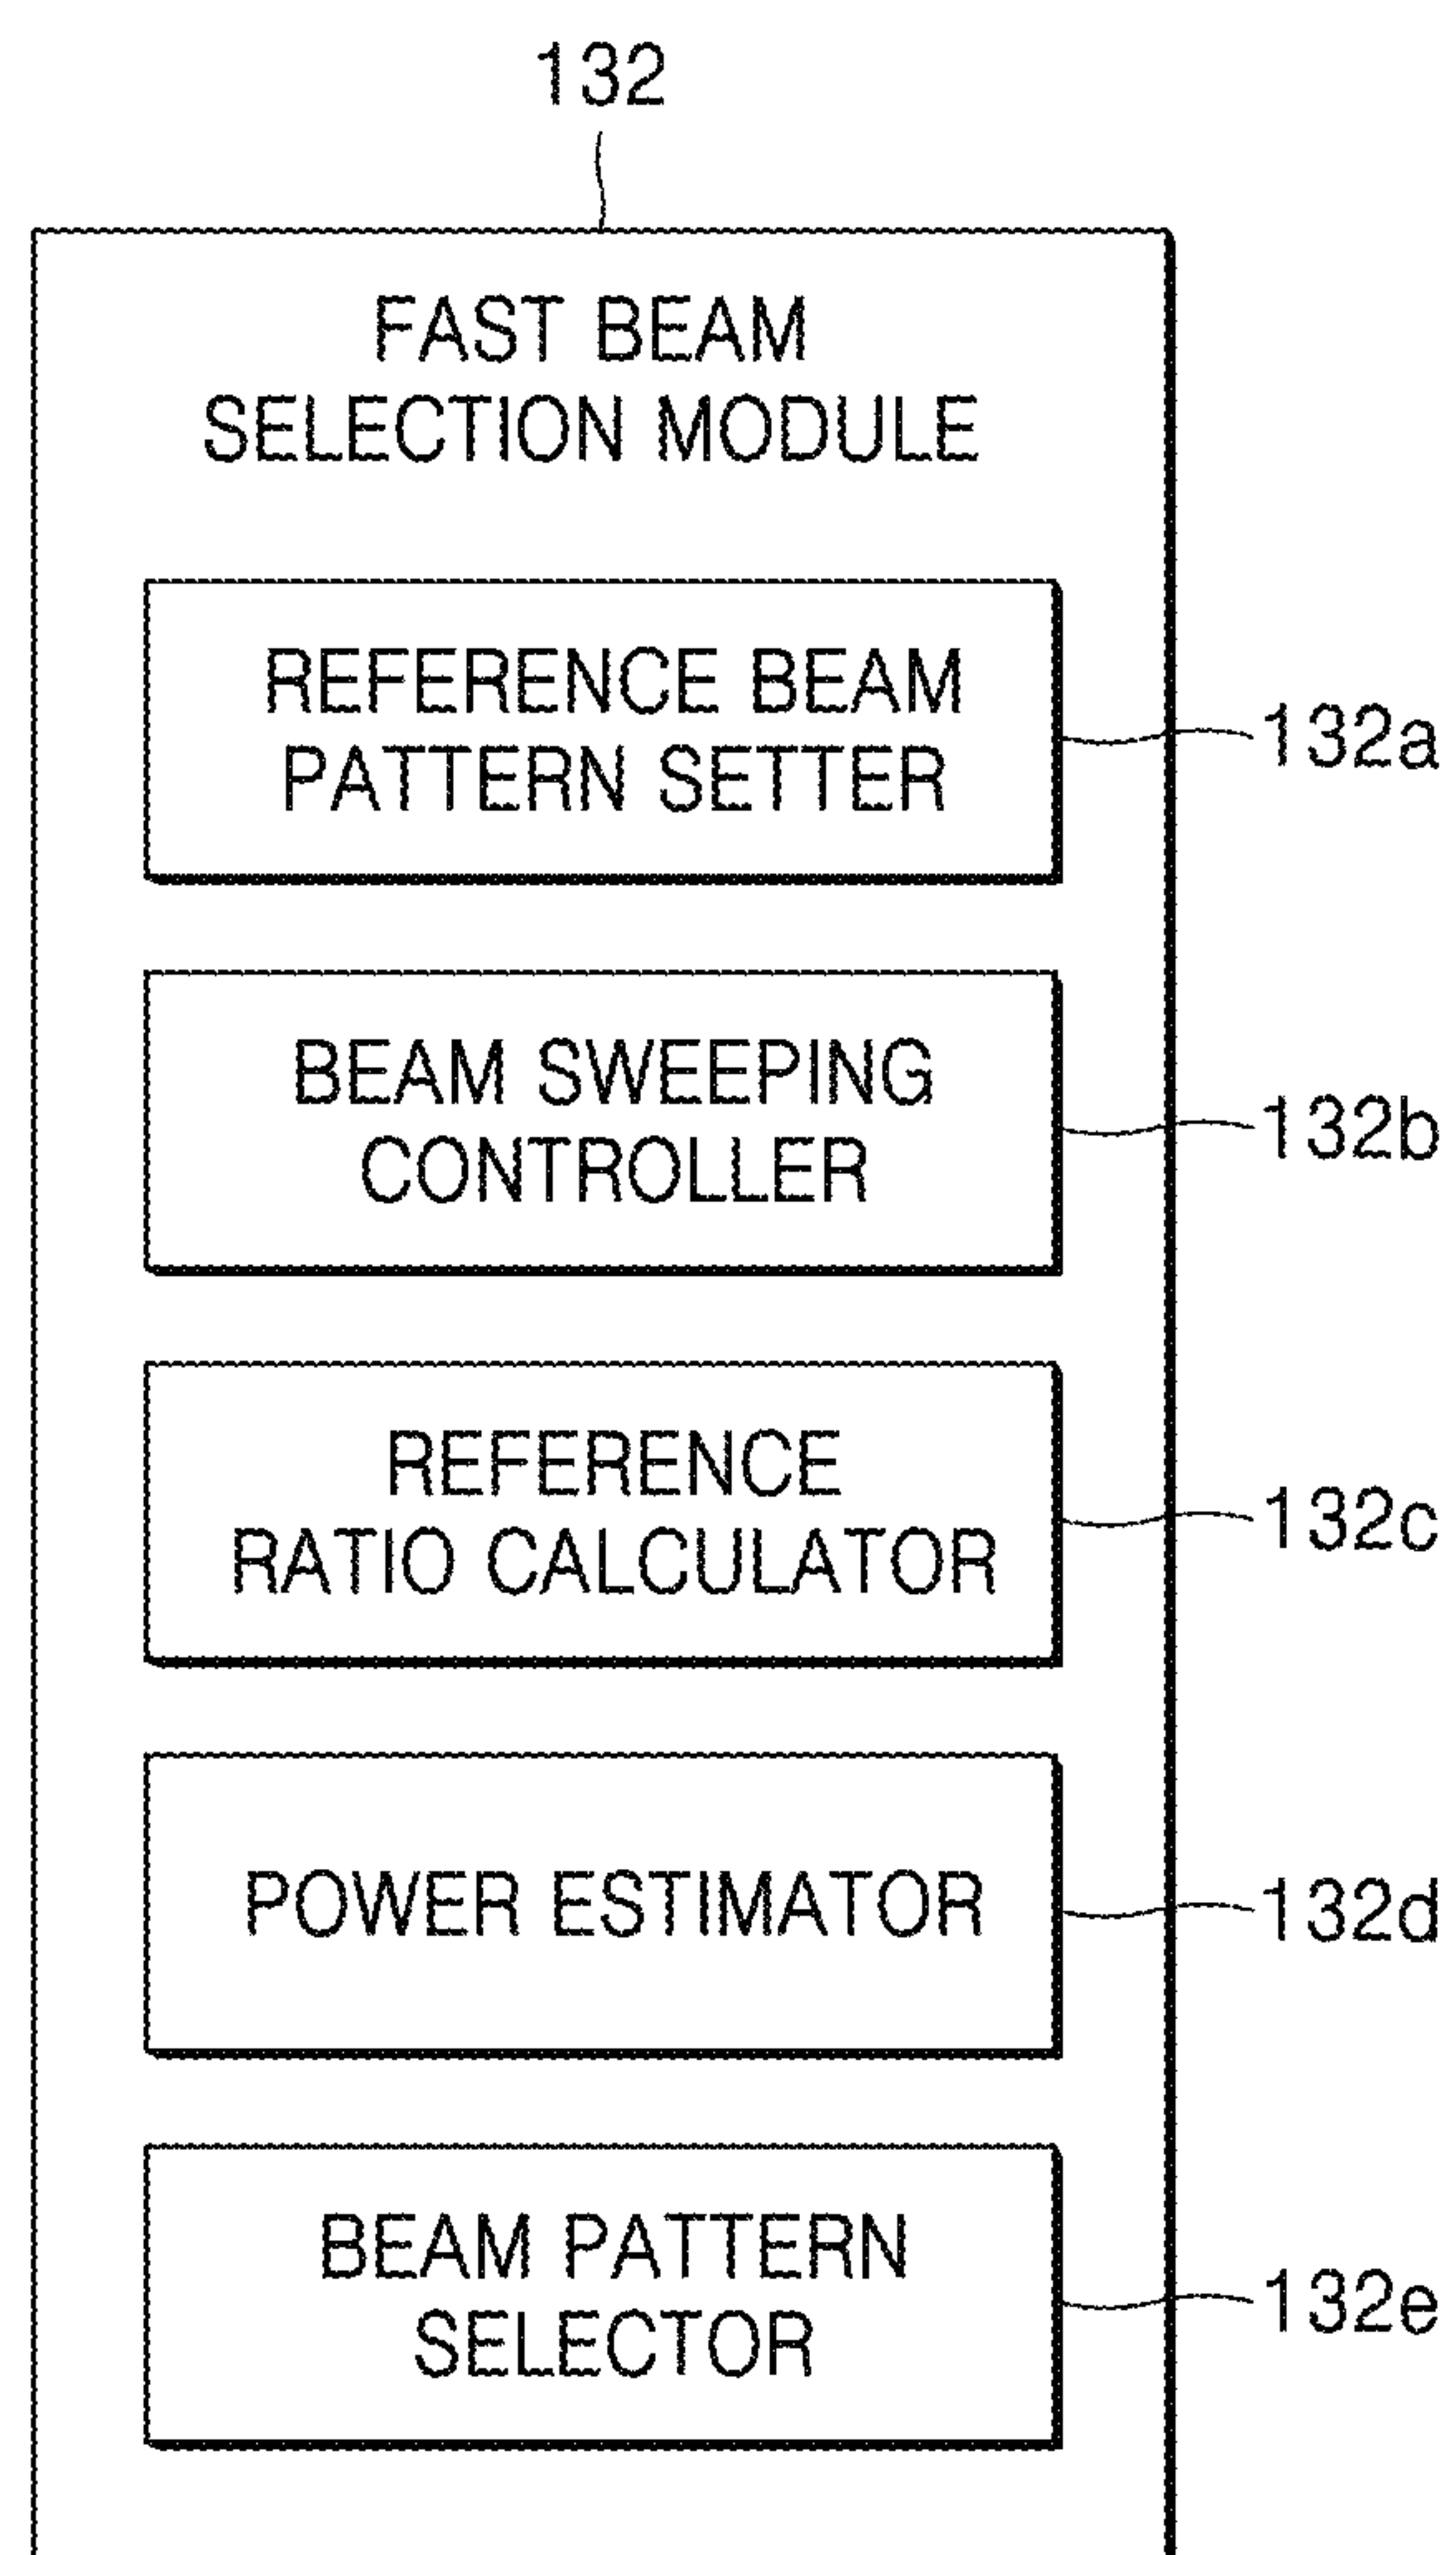 132
FAST BEAM
SELECTION MODULE
REFERENCE BEAM
PATTERN SETTER
132a
BEAM SWEEPING
CONTROLLER
132b
REFERENCE
RATIO CALCULATOR
132c
POWER ESTIMATOR
132d
BEAM PATTERN
SELECTOR
132e